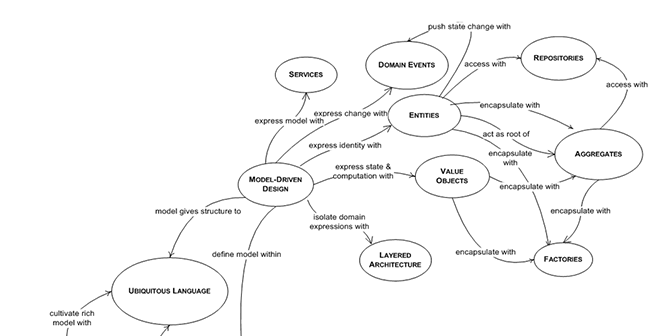 push state change with
DOMAIN EVENTS
REPOSITORIES
access with
SERVICES
access with
express change with
express model with
ENTITIES
encapsulate with
act as root of
express identity with
encapsulate
with
AGGREGATES
express state &
computation with
VALUE
OBJECTS
MODEL-DRIVEN
DESIGN
encapsulate with
model gives structure to
isolate domain
expressions with
encapsulate with
define model within
encapsulate with
LAYERED
ARCHITECTURE
FACTORIES
UBIQUITOUS LANGUAGE
cultivate rich
model with